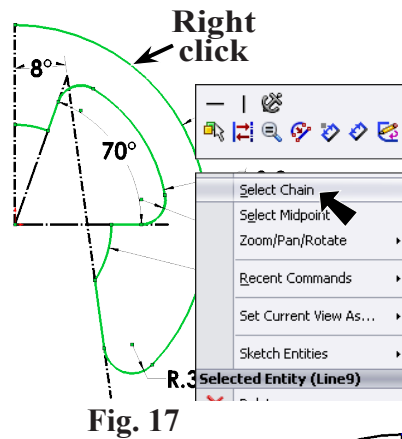 Right
click
8°
70°
Select Chain
Select Midpoint
Zoom/Pan/Rotate
Recent Commands
Set Current View As...
Sketch Entities
R.3
Selected Entity (Line9)
Fig. 17